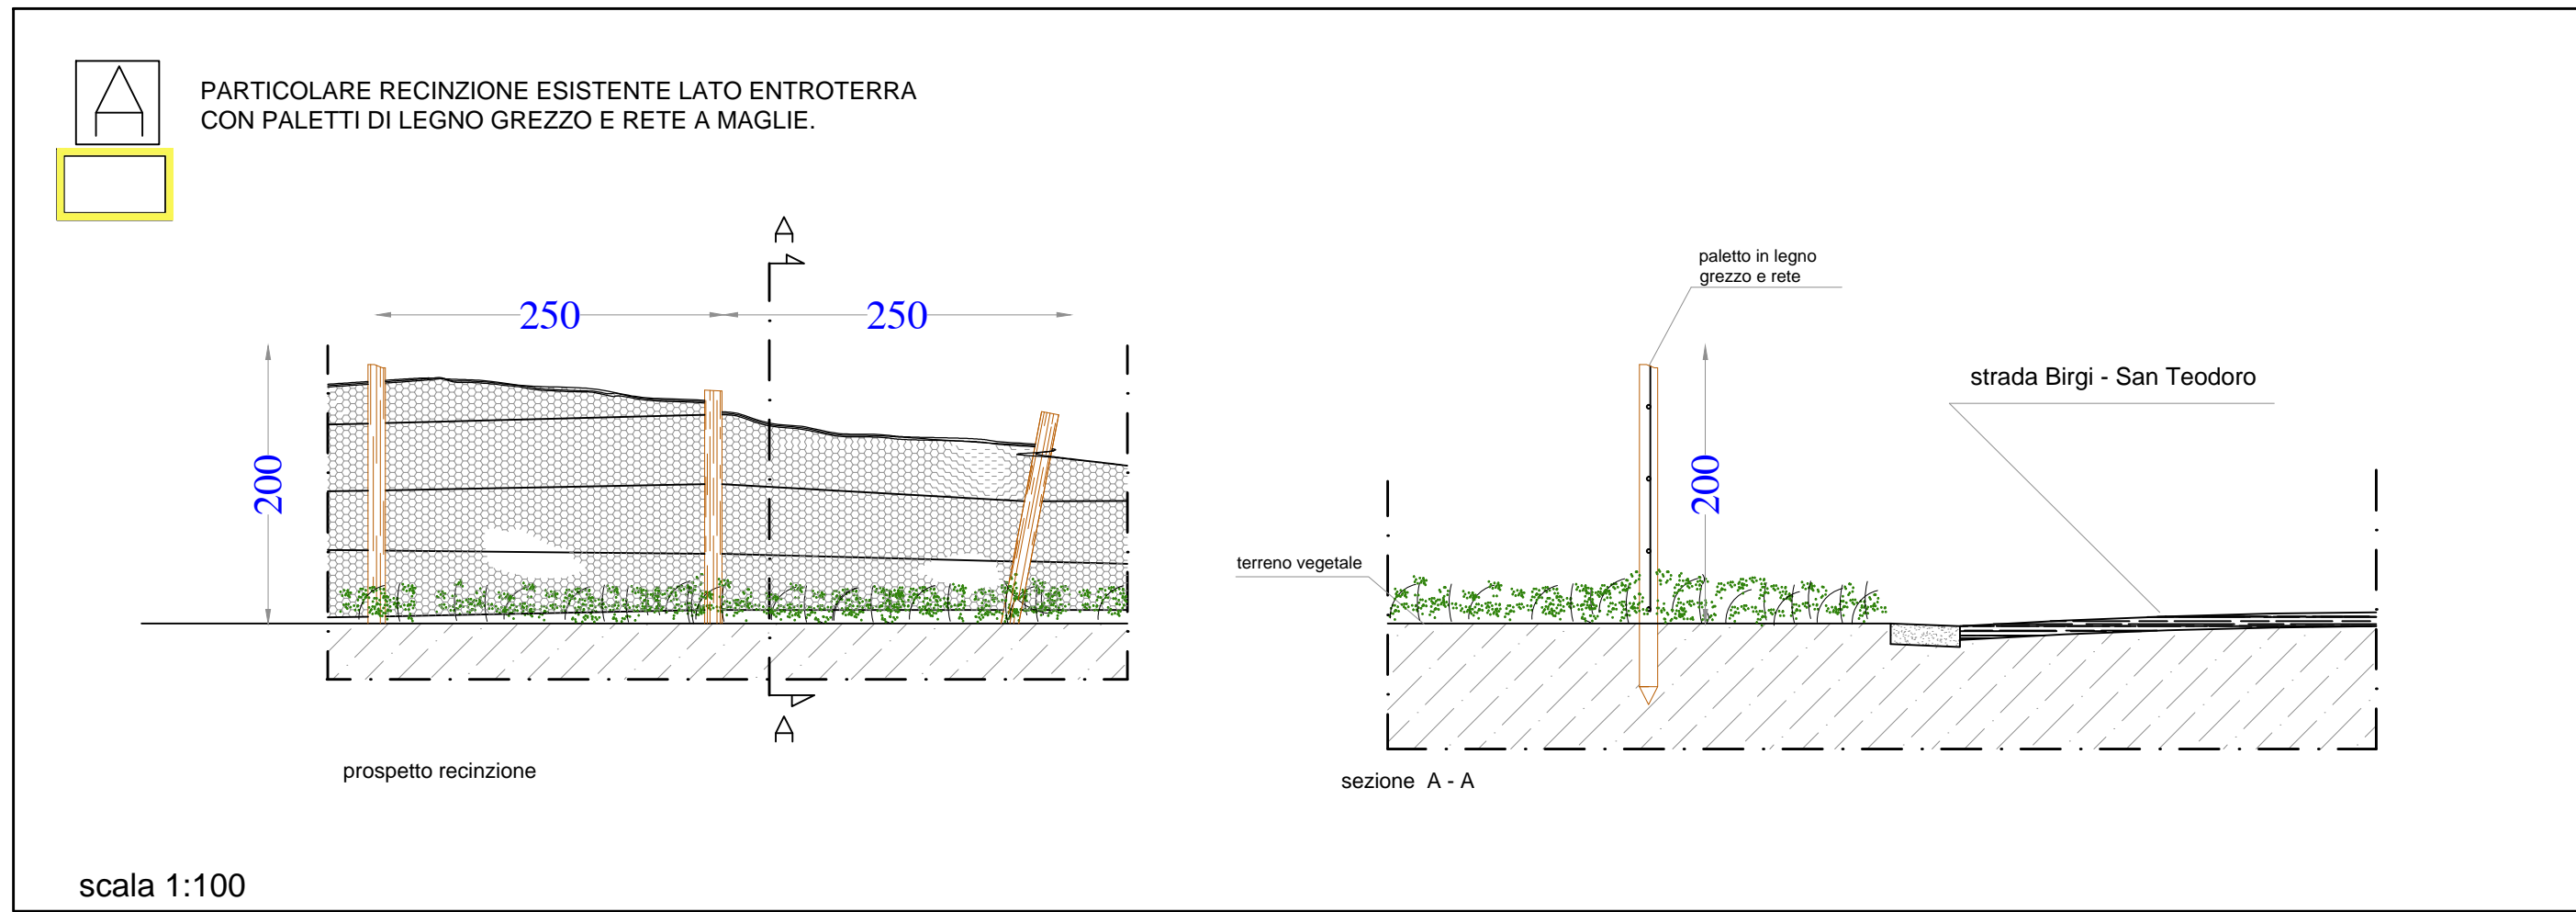 A
PARTICOLARE RECINZIONE ESISTENTE LATO ENTROTERRA
CON PALETTI DI LEGNO GREZZO E RETE A MAGLIE.
A
250
250
200
A
prospetto recinzione
paletto in legno
grezzo e rete
strada Birgi - San Teodoro
200
terreno vegetale
sezione A - A
scala 1:100